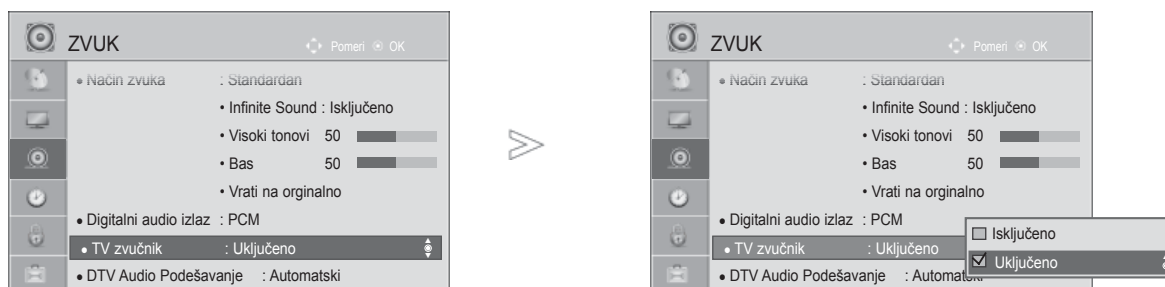 ZVUK
Pomeri OK
• Način zvuka : Standardan
• Infinite Sound : Isključeno
• Visoki tonovi 50
• Bas 50
• Vrati na orginalno
• Digitalni audio izlaz : PCM
• TV zvučnik : Uključeno
• DTV Audio Podešavanje : Automatski
ZVUK
Pomeri OK
• Način zvuka : Standardan
• Infinite Sound : Isključeno
• Visoki tonovi 50
• Bas 50
• Vrati na orginalno
• Digitalni audio izlaz : PCM
• TV zvučnik : Uključeno
• DTV Audio Podešavanje : Automatski
Isključeno
Uključeno